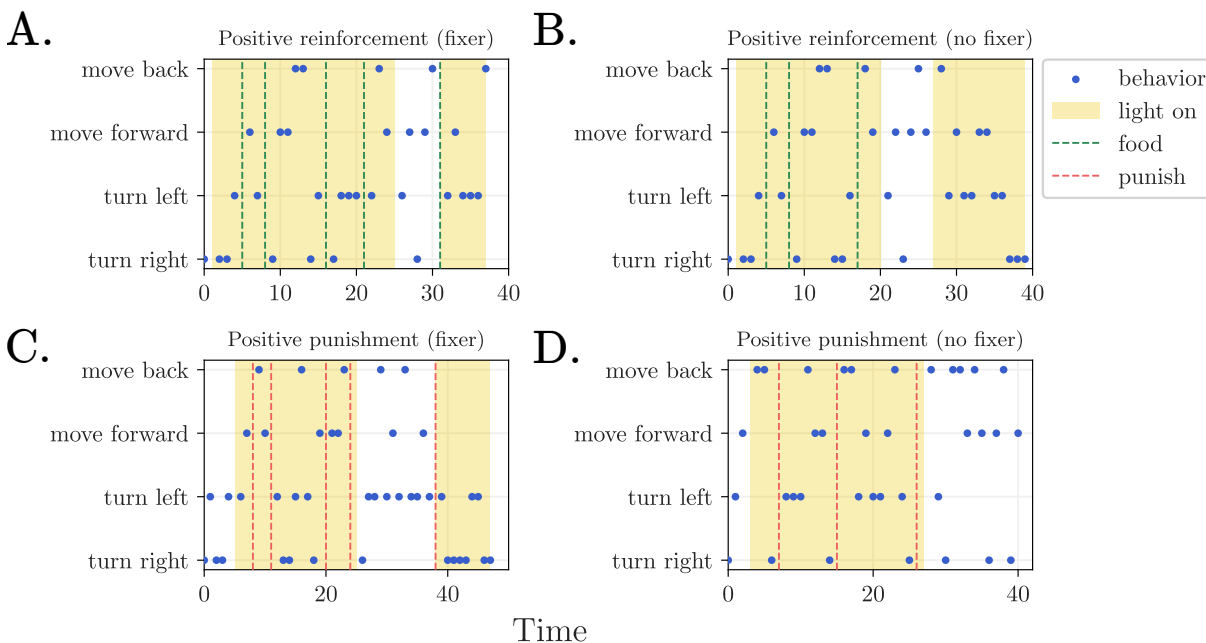 A.
Positive reinforcement (fixer)
move back
move forward
turn left
turn right
0
10
20
30
40
B.
Positive reinforcement (no fixer)
move back
move forward
turn left
turn right
0
10
20
30
40
behavior
light on
food
punish
C.
Positive punishment (fixer)
move back
move forward
turn left
turn right
0
20
40
D.
Positive punishment (no fixer)
move back
move forward
turn left
turn right
0
20
40
Time